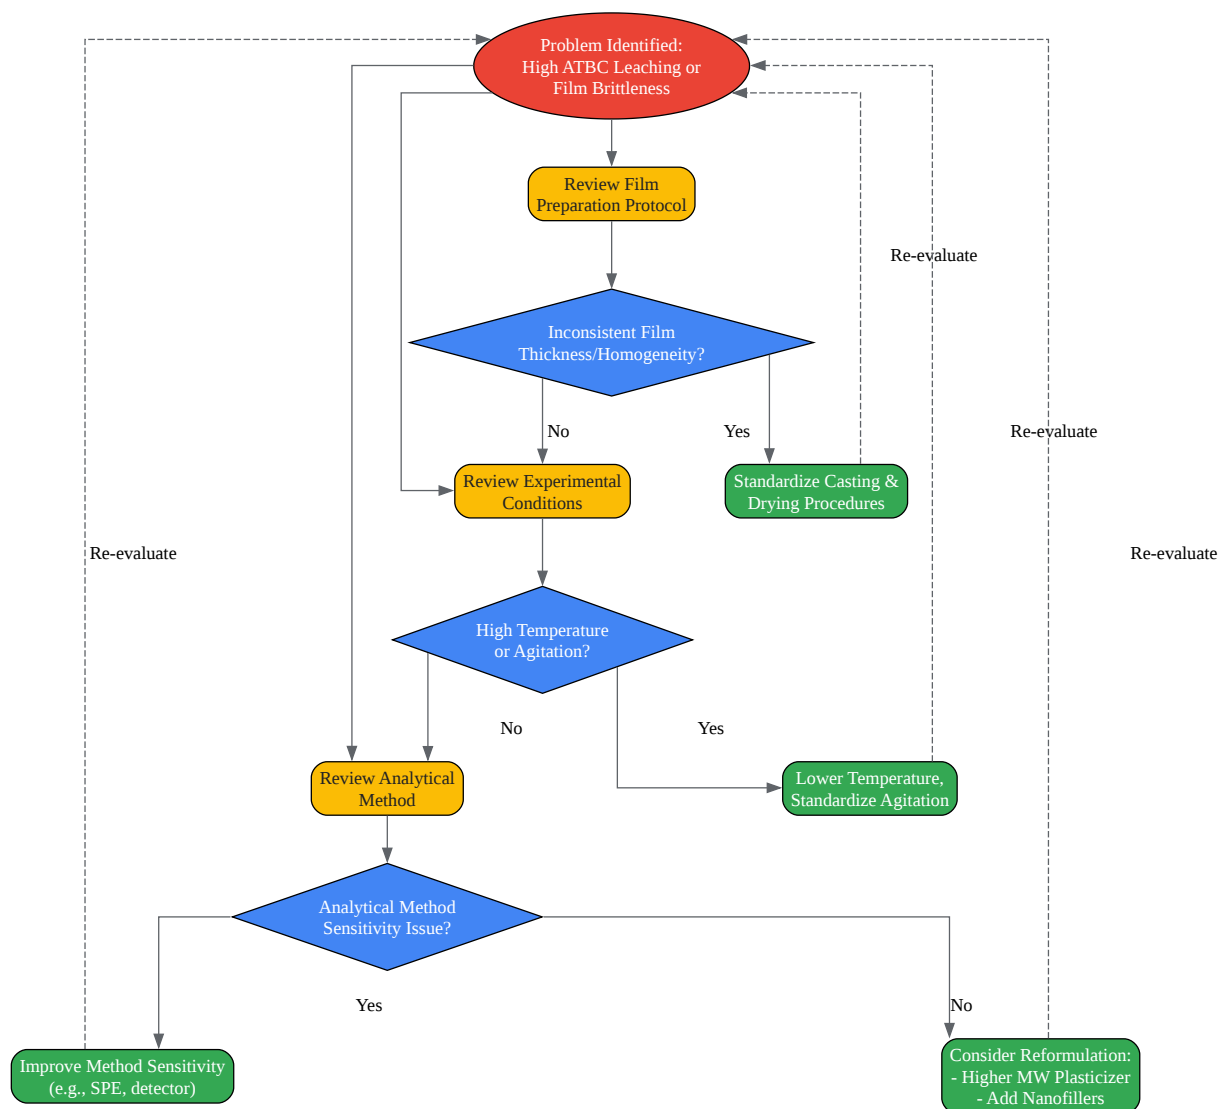 Problem Identified:
High ATBC Leaching or
Film Brittleness
Review Film
Preparation Protocol
Re-evaluate
Inconsistent Film
Thickness/Homogeneity?
No
Yes
Re-evaluate
Review Experimental
Conditions
Standardize Casting &
Drying Procedures
Re-evaluate
Re-evaluate
High Temperature
or Agitation?
No
Yes
Review Analytical
Method
Lower Temperature,
Standardize Agitation
Analytical Method
Sensitivity Issue?
Yes
No
Improve Method Sensitivity
(e.g., SPE, detector)
Consider Reformulation:
- Higher MW Plasticizer
- Add Nanofillers